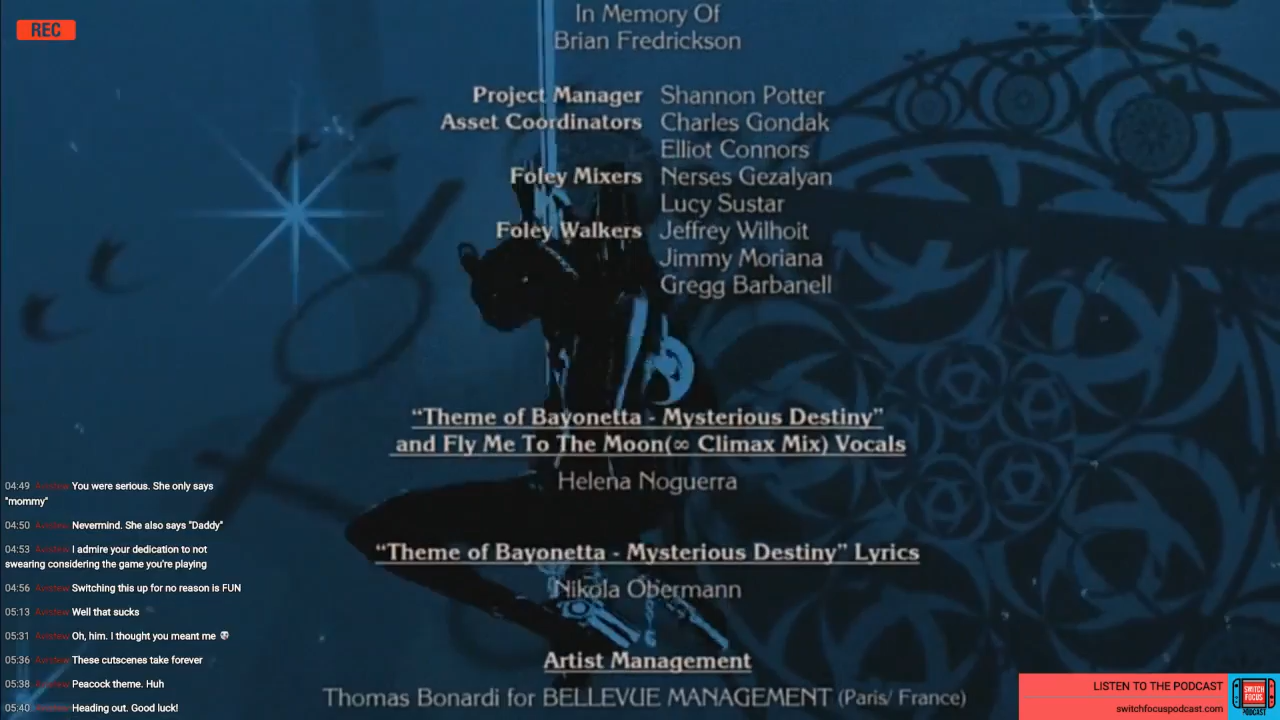 REC
In Memory Of
Brian Fredrickson
Project Manager Shannon Potter
Asset Coordinators Charles Gondak
Elliot Connors
Foley Mixers Nerses Gezalyan
Lucy Sustar
Foley Walkers Jeffrey Wilhoit
Jimmy Moriana
Gregg Barbanell
“Theme of Bayonetta - Mysterious Destiny”
and Fly Me To The Moon(∞ Climax Mix) Vocals
Helena Noguerra
“Theme of Bayonetta - Mysterious Destiny” Lyrics
Nikola Obermann
Artist Management
Thomas Bonardi for BELLEVUE MANAGEMENT (Paris/ France)
04:49 You were serious. She only says
"mommy"
04:50 Nevermind. She also says "Daddy"
04:53 I admire your dedication to not
swearing considering the game you're playing
04:56 Switching this up for no reason is FUN
05:13 Well that sucks
05:31 Oh, him. I thought you meant me
05:36 These cutscenes take forever
05:38 Peacock theme. Huh
05:40 Heading out. Good luck!
LISTEN TO THE PODCAST
switchfocuspodcast.com
SWITCH
FOCUS
PODCAST